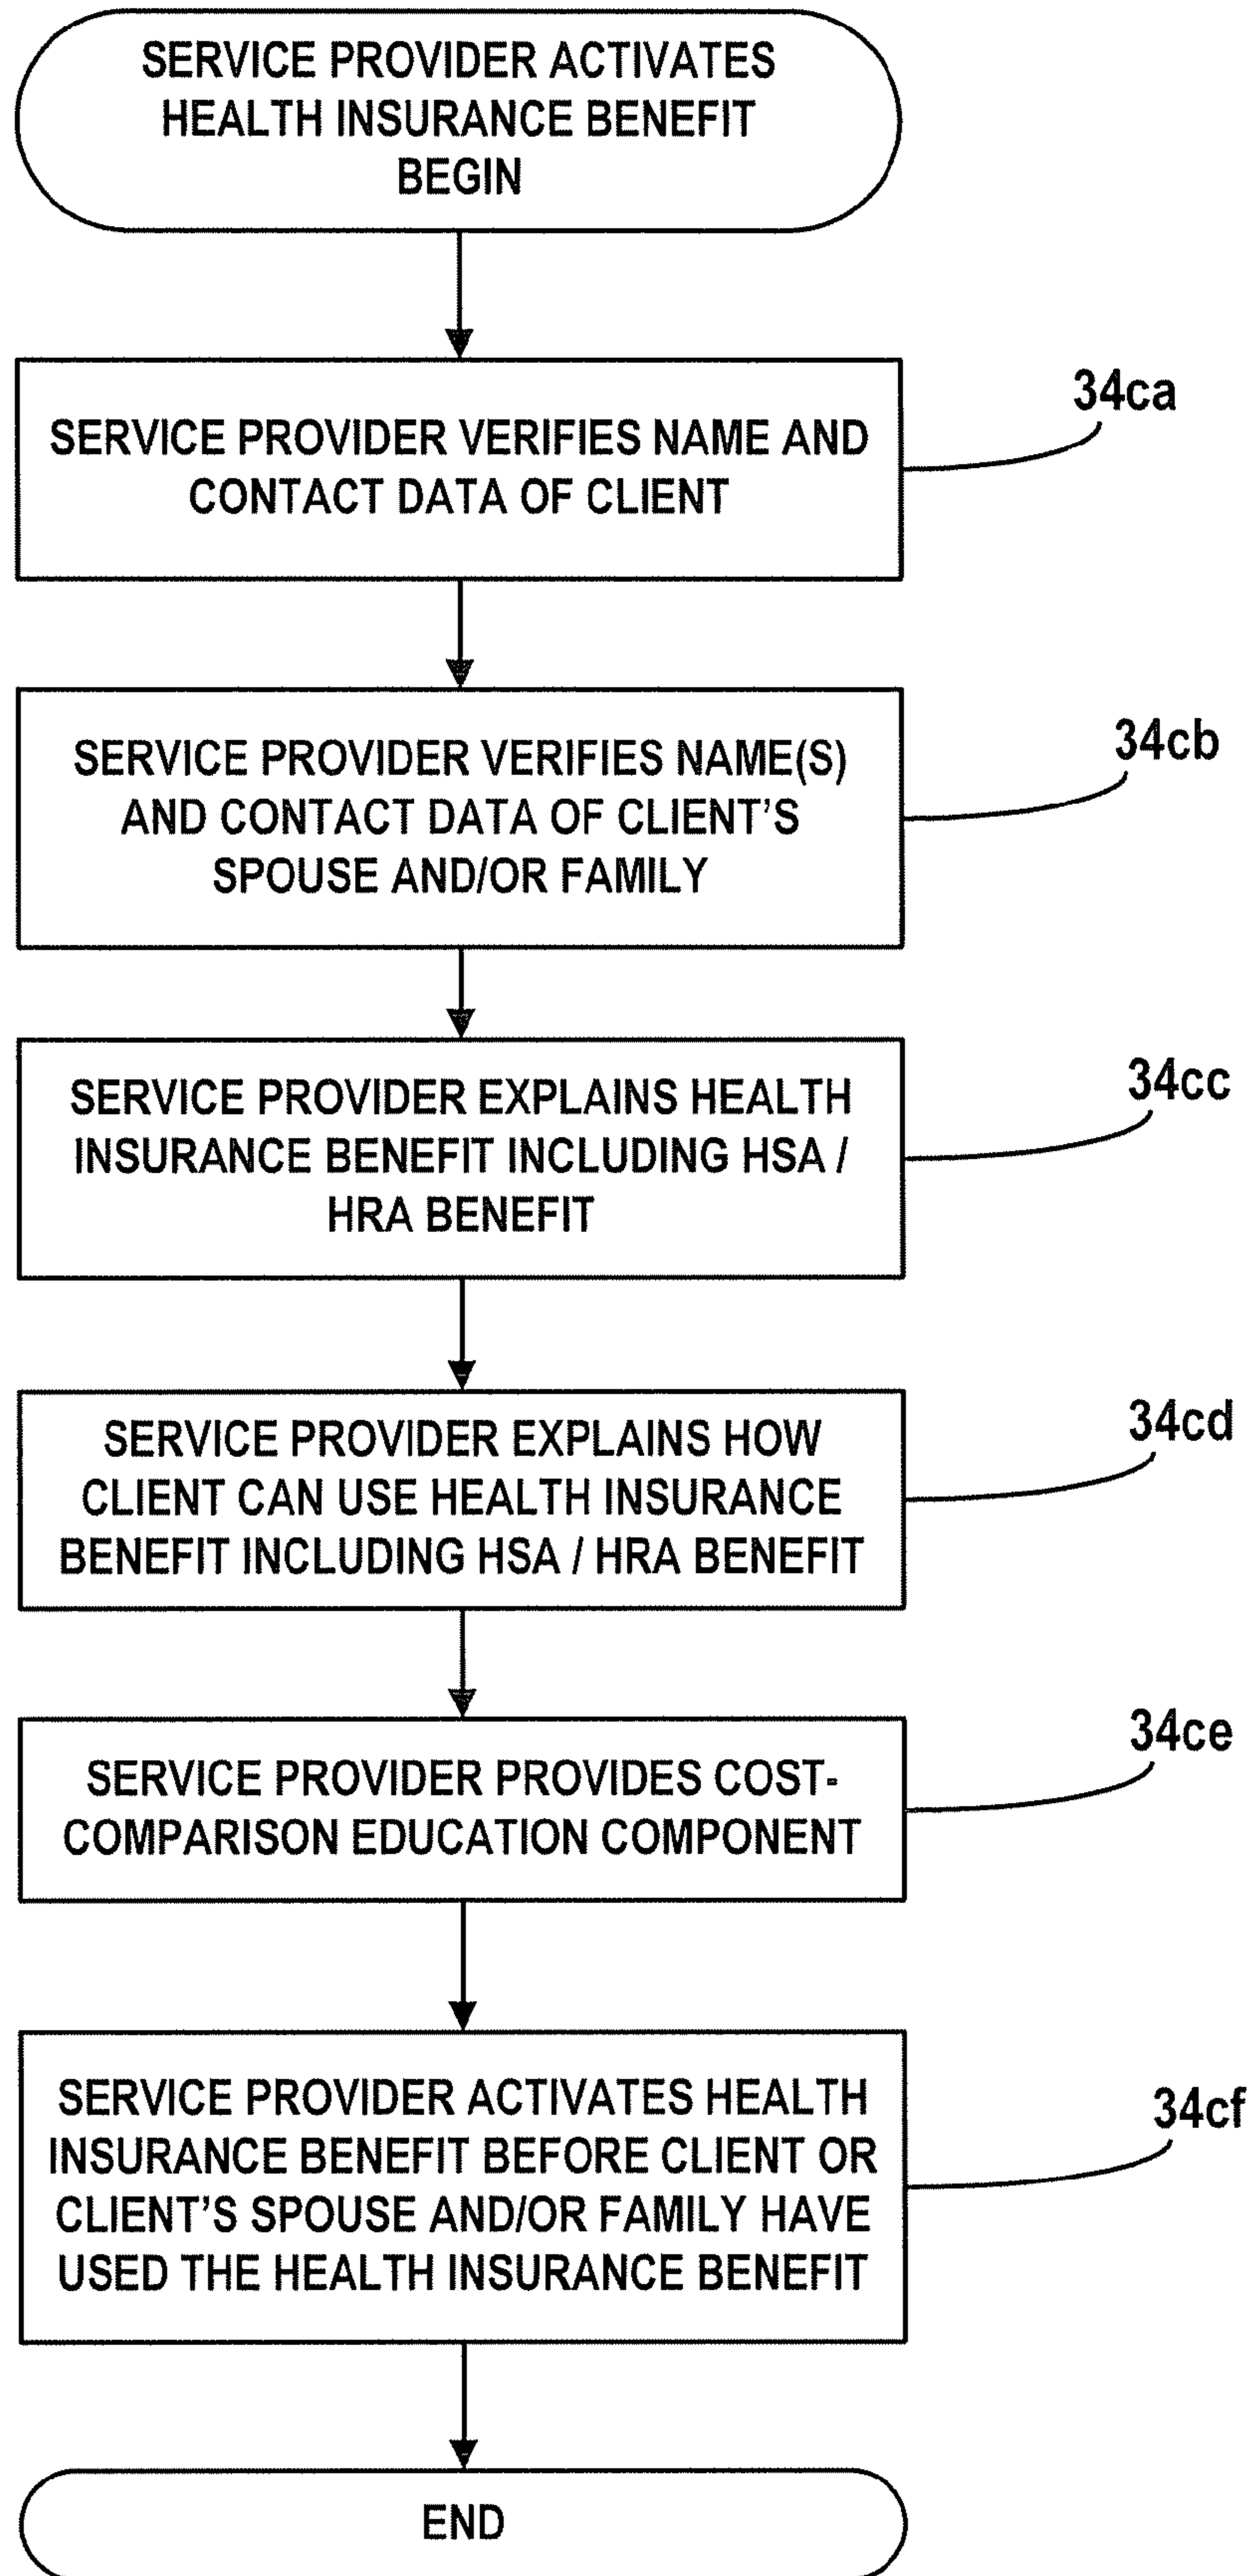 SERVICE PROVIDER ACTIVATES
HEALTH INSURANCE BENEFIT
BEGIN
34ca
SERVICE PROVIDER VERIFIES NAME AND
CONTACT DATA OF CLIENT
34cb
SERVICE PROVIDER VERIFIES NAME(S)
AND CONTACT DATA OF CLIENT’S
SPOUSE AND/OR FAMILY
34cc
SERVICE PROVIDER EXPLAINS HEALTH
INSURANCE BENEFIT INCLUDING HSA /
HRA BENEFIT
34cd
SERVICE PROVIDER EXPLAINS HOW
CLIENT CAN USE HEALTH INSURANCE
BENEFIT INCLUDING HSA / HRA BENEFIT
34ce
SERVICE PROVIDER PROVIDES COST-
COMPARISON EDUCATION COMPONENT
34cf
SERVICE PROVIDER ACTIVATES HEALTH
INSURANCE BENEFIT BEFORE CLIENT OR
CLIENT’S SPOUSE AND/OR FAMILY HAVE
USED THE HEALTH INSURANCE BENEFIT
END